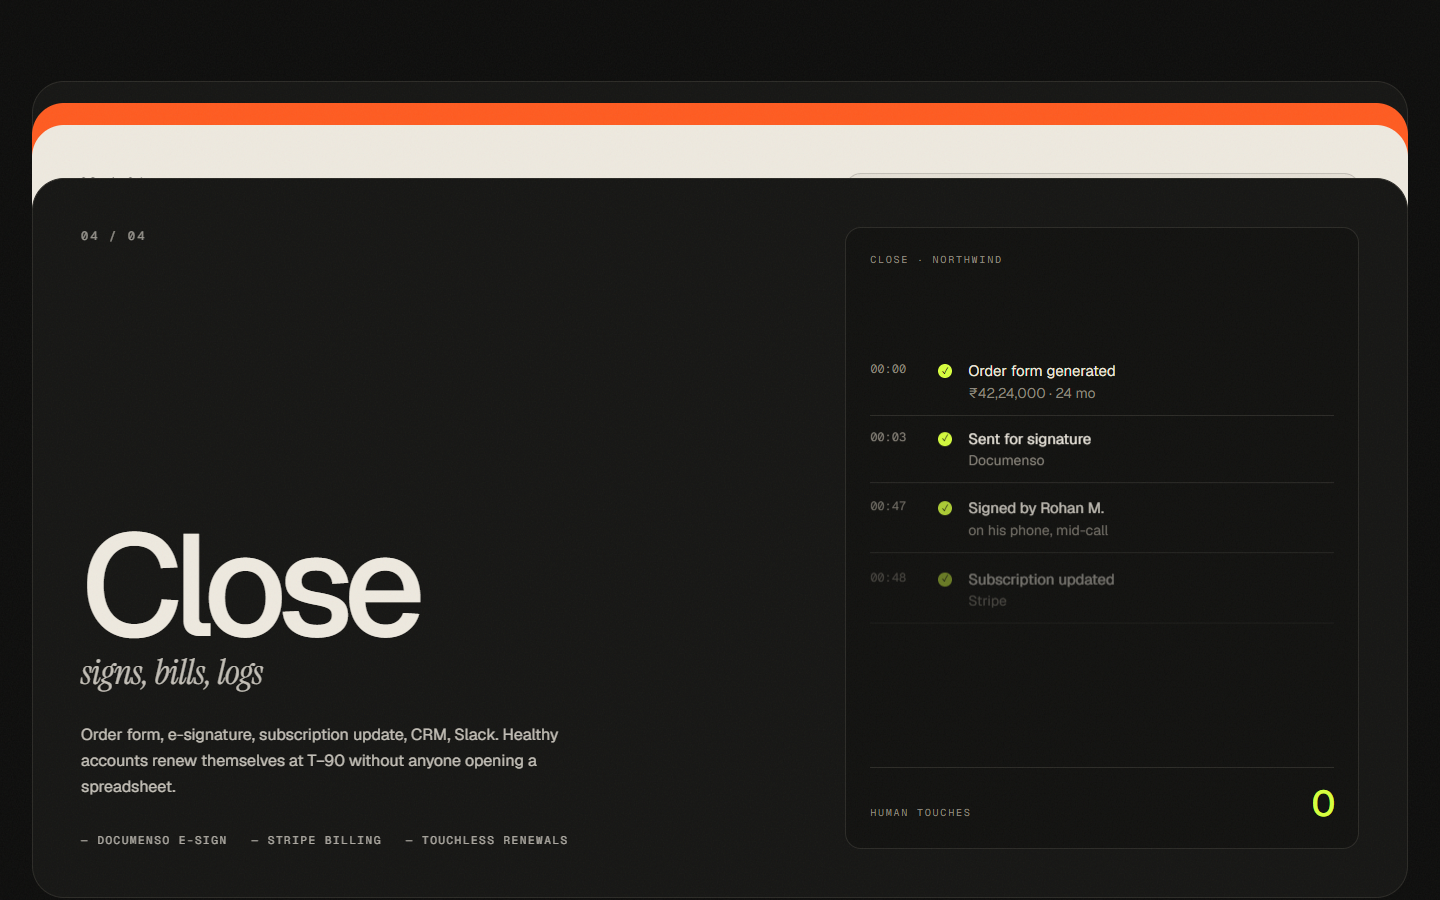 04 / 04
Close
signs, bills, logs
Order form, e-signature, subscription update, CRM, Slack. Healthy
accounts renew themselves at T–90 without anyone opening a
spreadsheet.
— DOCUMENSO E-SIGN — STRIPE BILLING — TOUCHLESS RENEWALS
CLOSE · NORTHWIND
00:00 ✓ Order form generated
₹42,24,000 · 24 mo
00:03 ✓ Sent for signature
Documenso
00:47 ✓ Signed by Rohan M.
on his phone, mid-call
00:48 ✓ Subscription updated
Stripe
HUMAN TOUCHES 0